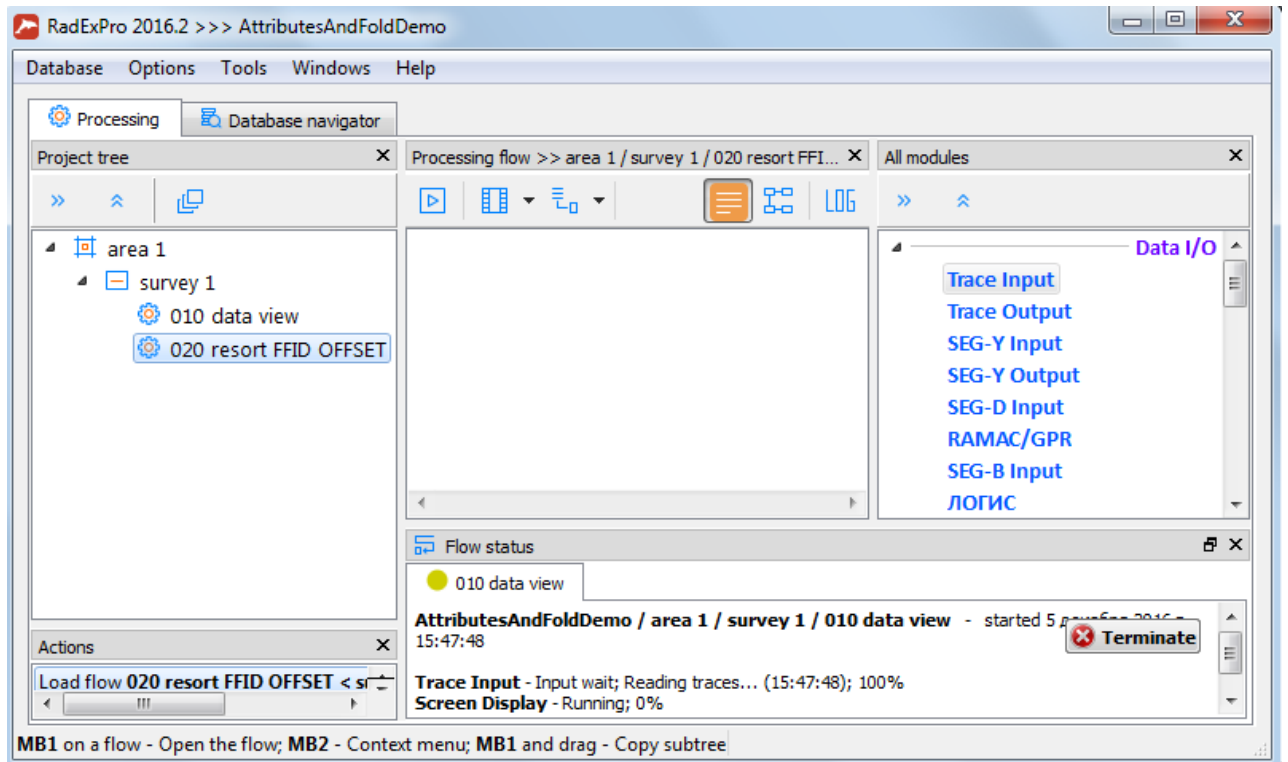 RadExPro 2016.2 >>> AttributesAndFoldDemo
Database Options Tools Windows Help
Processing Database navigator
Project tree
Processing flow >> area 1 / survey 1 / 020 resort FFI...
All modules
LOG
area 1
survey 1
010 data view
020 resort FFID OFFSET
Data I/O
Trace Input
Trace Output
SEG-Y Input
SEG-Y Output
SEG-D Input
RAMAC/GPR
SEG-B Input
ЛОГИС
Flow status
010 data view
AttributesAndFoldDemo / area 1 / survey 1 / 010 data view - started 5
15:47:48
Terminate
Trace Input - Input wait; Reading traces... (15:47:48); 100%
Screen Display - Running; 0%
Actions
Load flow 020 resort FFID OFFSET <
MB1 on a flow - Open the flow; MB2 - Context menu; MB1 and drag - Copy subtree